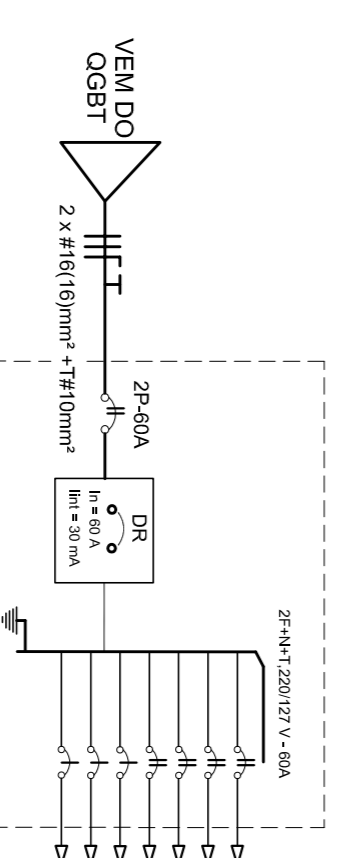 VEM DO
QGBT
2 x #16(16)mm² +T#10mm²
2P-60A
DR
In = 60 A
Iint = 30 mA
2F+N+T,220/127 V - 60A